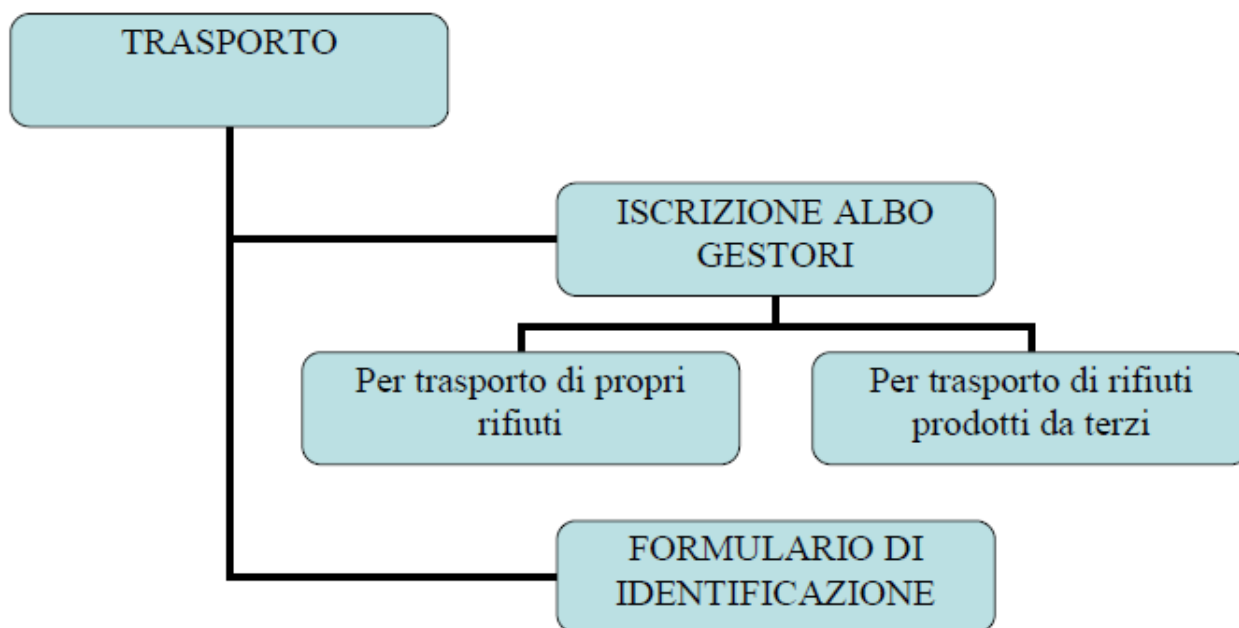 TRASPORTO
ISCRIZIONE ALBO
GESTORI
Per trasporto di propri
rifiuti
Per trasporto di rifiuti
prodotti da terzi
FORMULARIO DI
IDENTIFICAZIONE